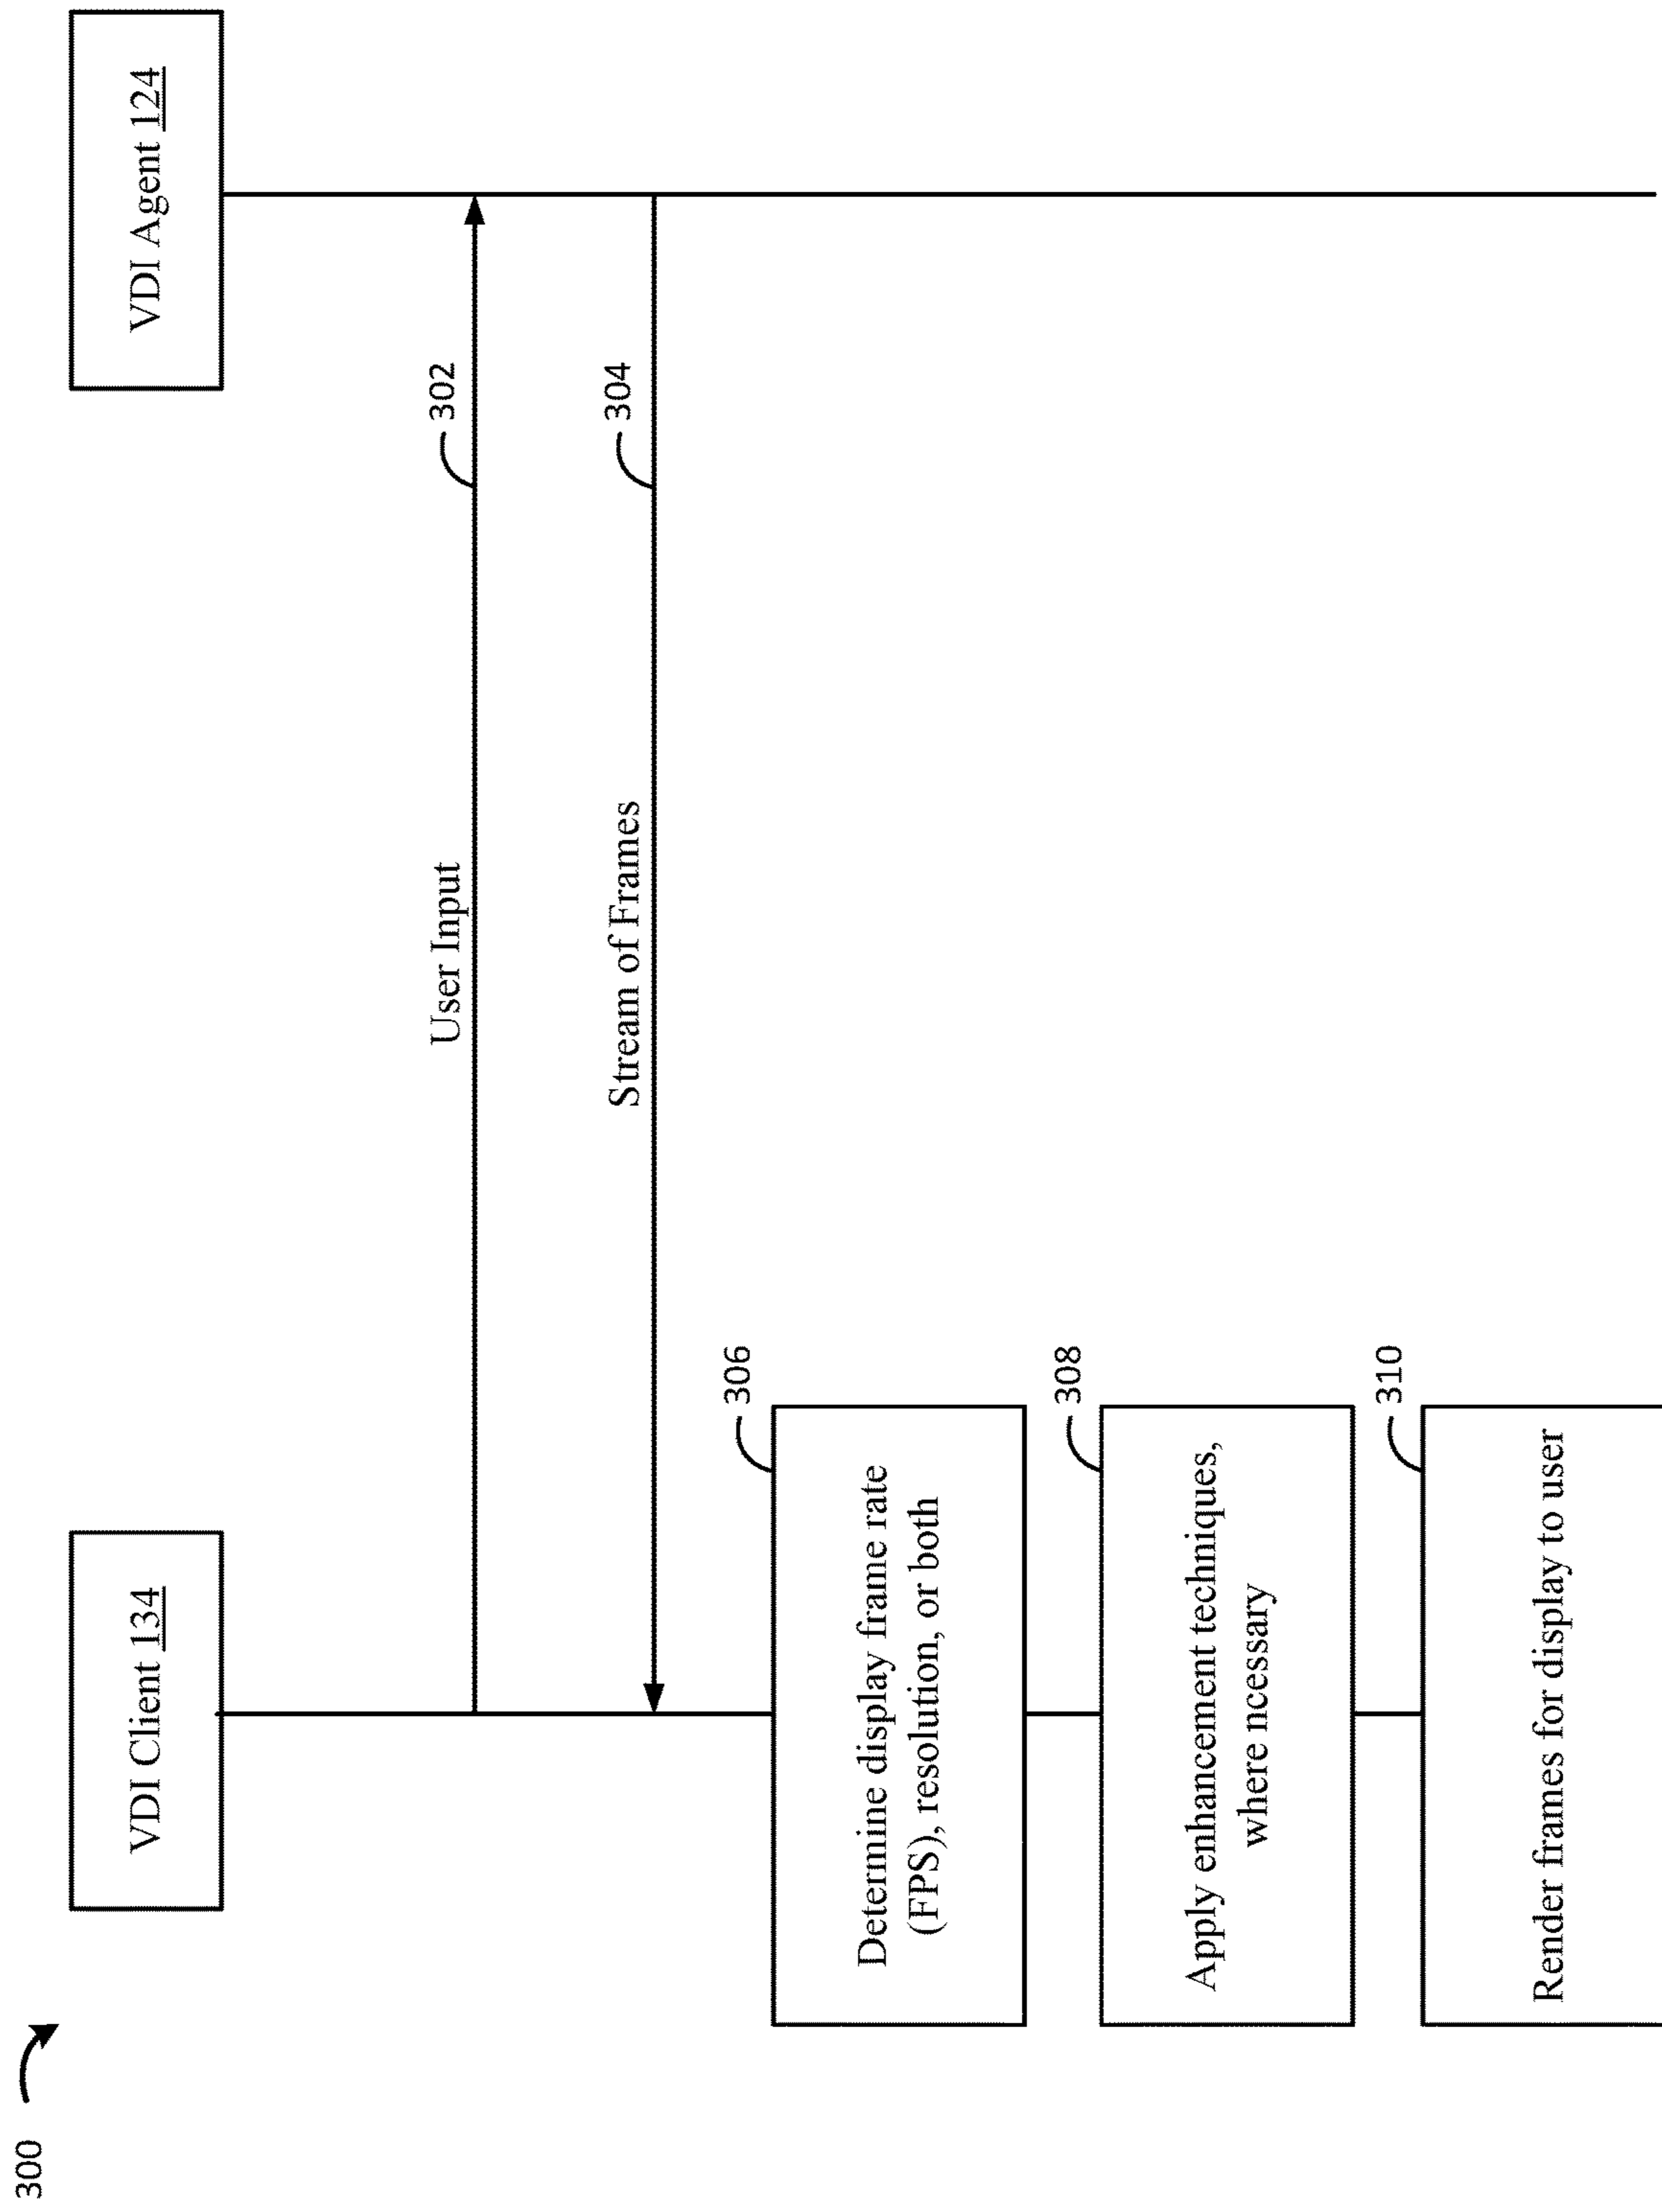 300
VDI Client 134
VDI Agent 124
User Input
302
Stream of Frames
304
306
Determine display frame rate
(FPS), resolution, or both
308
Apply enhancement techniques,
where ncessary
310
Render frames for display to user